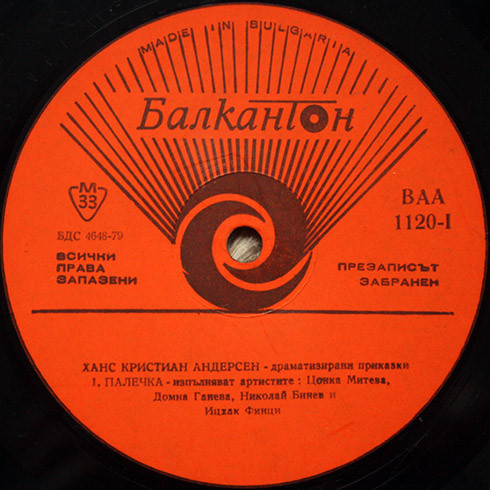 MADE IN BULGARIA
БалканТон
М
33
БДС 4648-79
ВСИЧКИ
ПРАВА
ЗАПАЗЕНИ
ВАА
1120-I
ПРЕЗАПИСЪТ
ЗАБРАНЕН
ХАНС КРИСТИАН АНДЕРСЕН - драматизирани приказки
1. ПАЛЕЧКА - изпълняват артистите : Цонка Митева,
Домна Ганева, Николай Бинев и
Ицхак Финци